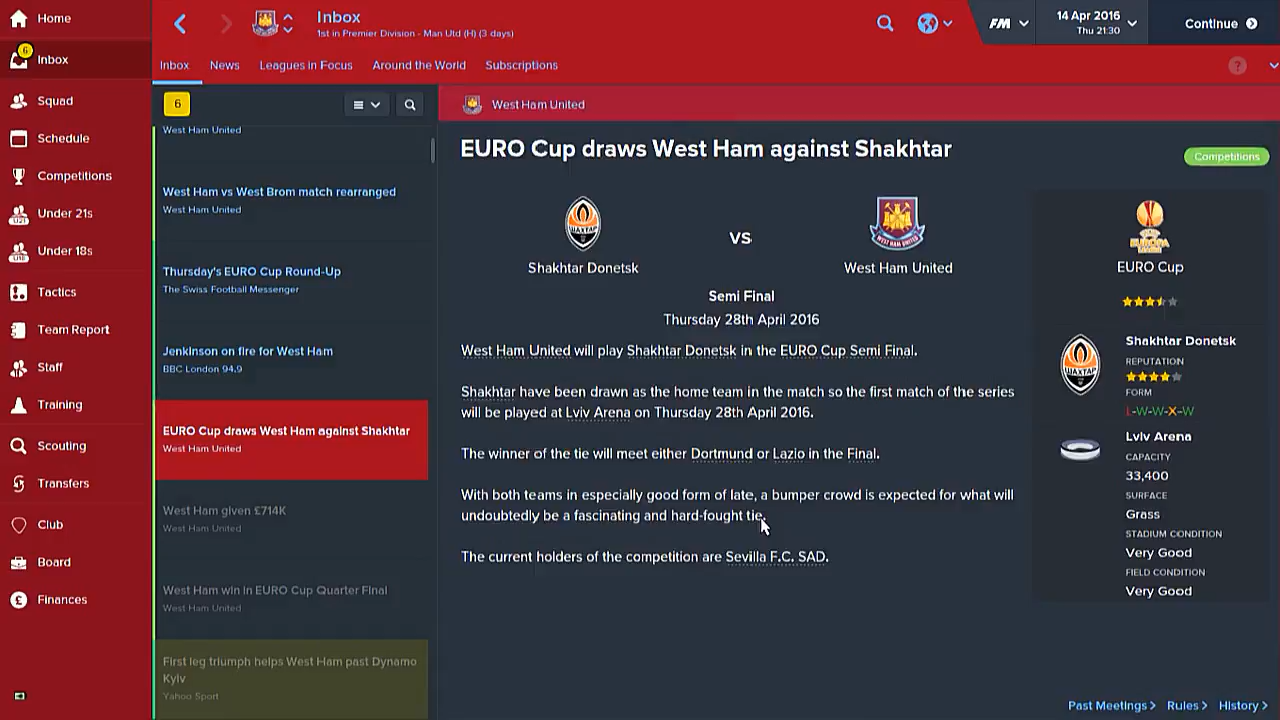 Home
6
Inbox
Squad
Schedule
Competitions
Under 21s
Under 18s
Tactics
Team Report
Staff
Training
Scouting
Transfers
Club
Board
Finances
Inbox
1st in Premier Division - Man Utd (H) (3 days)
FM
14 Apr 2016
Thu 21:30
Continue
Inbox
News
Leagues in Focus
Around the World
Subscriptions
?
6
West Ham United
West Ham vs West Brom match rearranged
West Ham United
Thursday's EURO Cup Round-Up
The Swiss Football Messenger
Jenkinson on fire for West Ham
BBC London 94.9
EURO Cup draws West Ham against Shakhtar
West Ham United
West Ham given £714K
West Ham United
West Ham win in EURO Cup Quarter Final
West Ham United
First leg triumph helps West Ham past Dynamo
Kyiv
Yahoo Sport
West Ham United
EURO Cup draws West Ham against Shakhtar
Competitions
VS
Shakhtar Donetsk
West Ham United
Semi Final
Thursday 28th April 2016
West Ham United will play Shakhtar Donetsk in the EURO Cup Semi Final.
Shakhtar have been drawn as the home team in the match so the first match of the series
will be played at Lviv Arena on Thursday 28th April 2016.
The winner of the tie will meet either Dortmund or Lazio in the Final.
With both teams in especially good form of late, a bumper crowd is expected for what will
undoubtedly be a fascinating and hard-fought tie.
The current holders of the competition are Sevilla F.C. SAD.
EURO Cup
Shakhtar Donetsk
REPUTATION
FORM
L-W-W-X-W
Lviv Arena
CAPACITY
33,400
SURFACE
Grass
STADIUM CONDITION
Very Good
FIELD CONDITION
Very Good
Past Meetings >
Rules >
History >